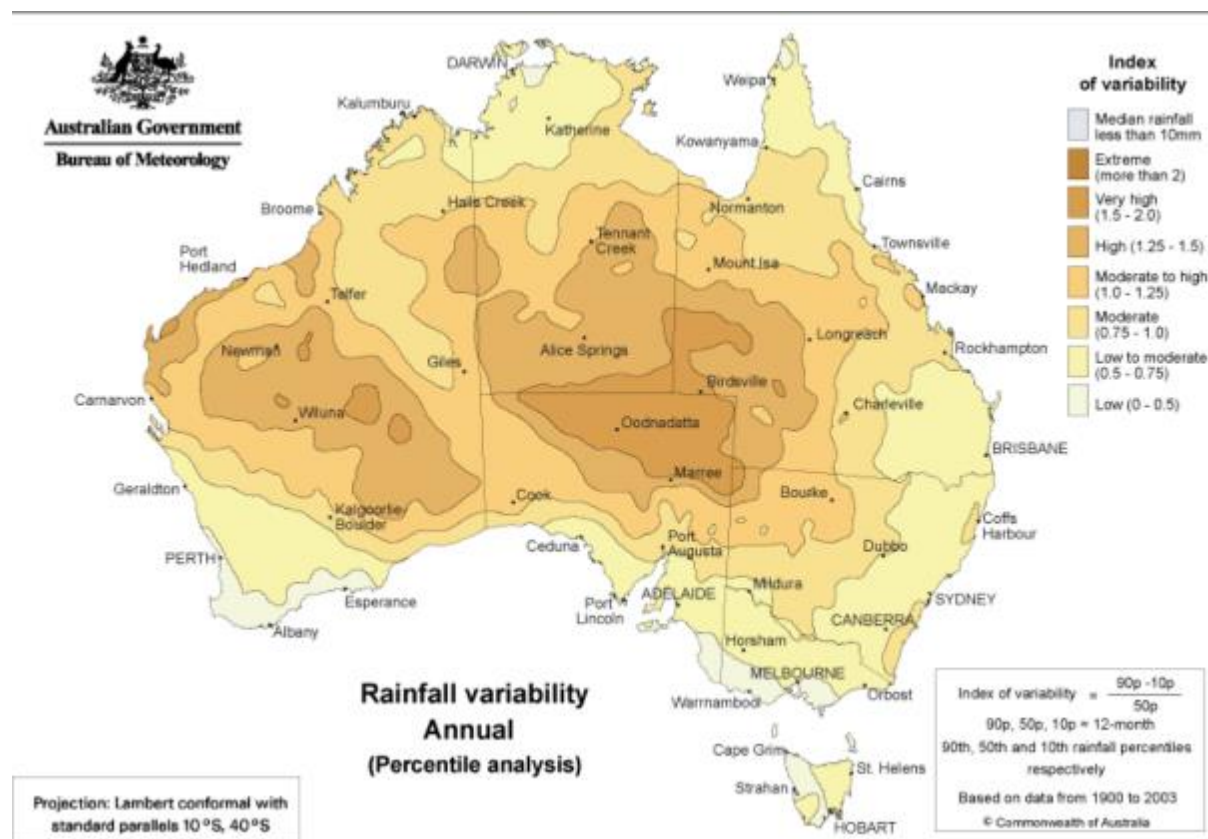 Australian Government
Bureau of Meteorology
DARWIN
Kalumburu
Katherine
Weipa
Kowanyama
Cairns
Broome
Halls Creek
Normanton
Tennant
Creek
Townsville
Port
Hedland
Mount Isa
Mackay
Telfer
Longreach
Newman
Giles
Alice Springs
Rockhampton
Birdsville
Carnarvon
Wiluna
Oodnadatta
Charleville
BRISBANE
Marree
Geraldton
Cook
Bourke
Kalgoorlie-
Boulder
Coffs
Harbour
Ceduna
Port
Augusta
Dubbo
PERTH
Mildura
Esperance
Port
Lincoln
ADELAIDE
SYDNEY
Albany
CANBERRA
Horsham
MELBOURNE
Warrnambool
Orbost
Cape Grim
St. Helens
Strahan
HOBART
Index
of variability
Median rainfall
less than 10mm
Extreme
(more than 2)
Very high
(1.5 - 2.0)
High (1.25 - 1.5)
Moderate to high
(1.0 - 1.25)
Moderate
(0.75 - 1.0)
Low to moderate
(0.5 - 0.75)
Low (0 - 0.5)
Rainfall variability
Annual
(Percentile analysis)
Index of variability = 90p -10p
50p
90p, 50p, 10p = 12-month
90th, 50th and 10th rainfall percentiles
respectively
Based on data from 1900 to 2003
© Commonwealth of Australia
Projection: Lambert conformal with
standard parallels 10°S, 40°S